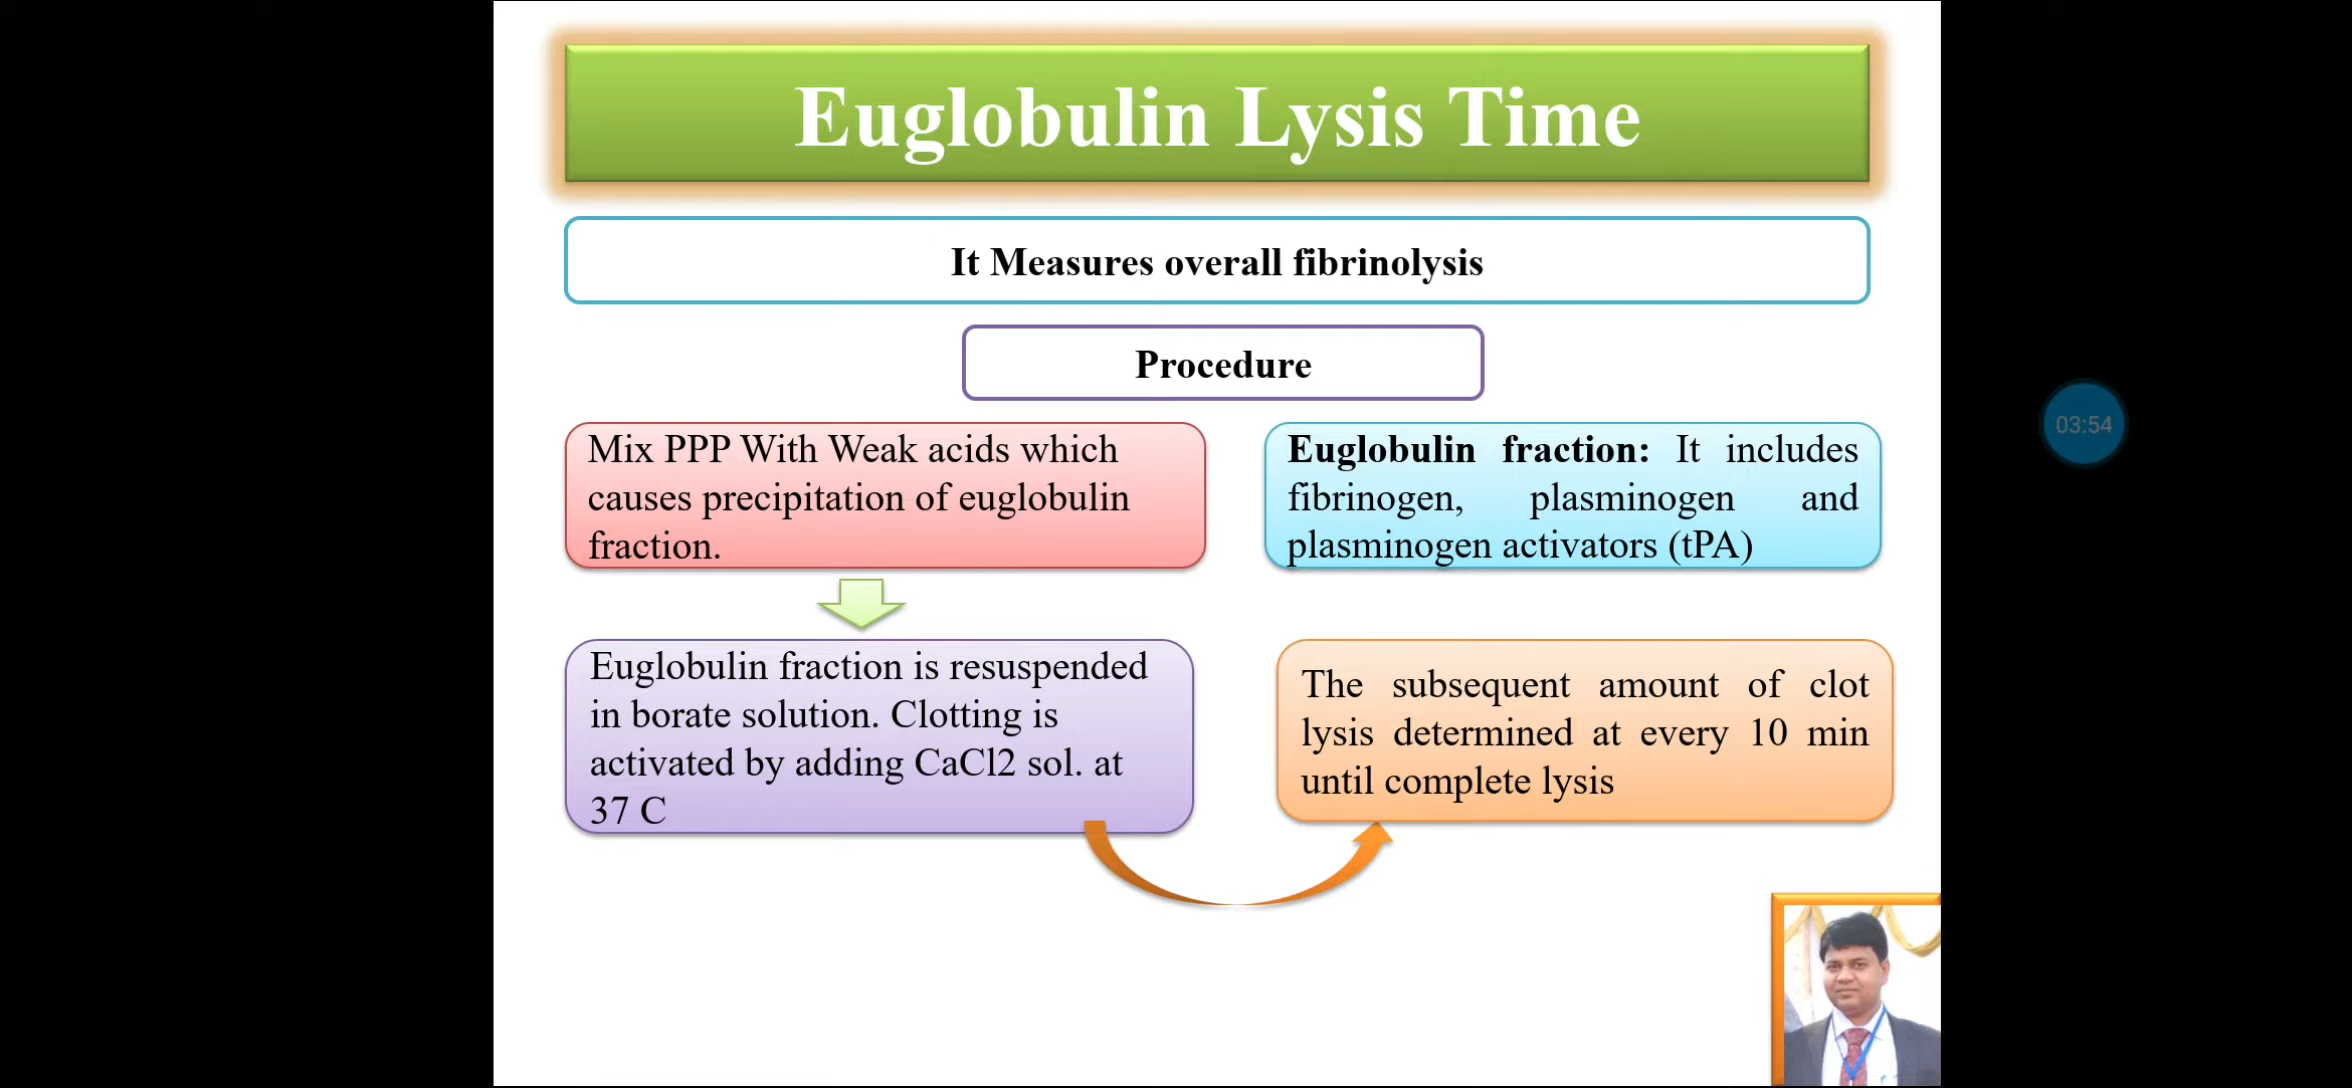 Euglobulin Lysis Time
It Measures overall fibrinolysis
Procedure
Mix PPP With Weak acids which
causes precipitation of euglobulin
fraction.
Euglobulin fraction: It includes
fibrinogen, plasminogen and
plasminogen activators (tPA)
Euglobulin fraction is resuspended
in borate solution. Clotting is
activated by adding CaCl2 sol. at
37 C
The subsequent amount of clot
lysis determined at every 10 min
until complete lysis
03:54